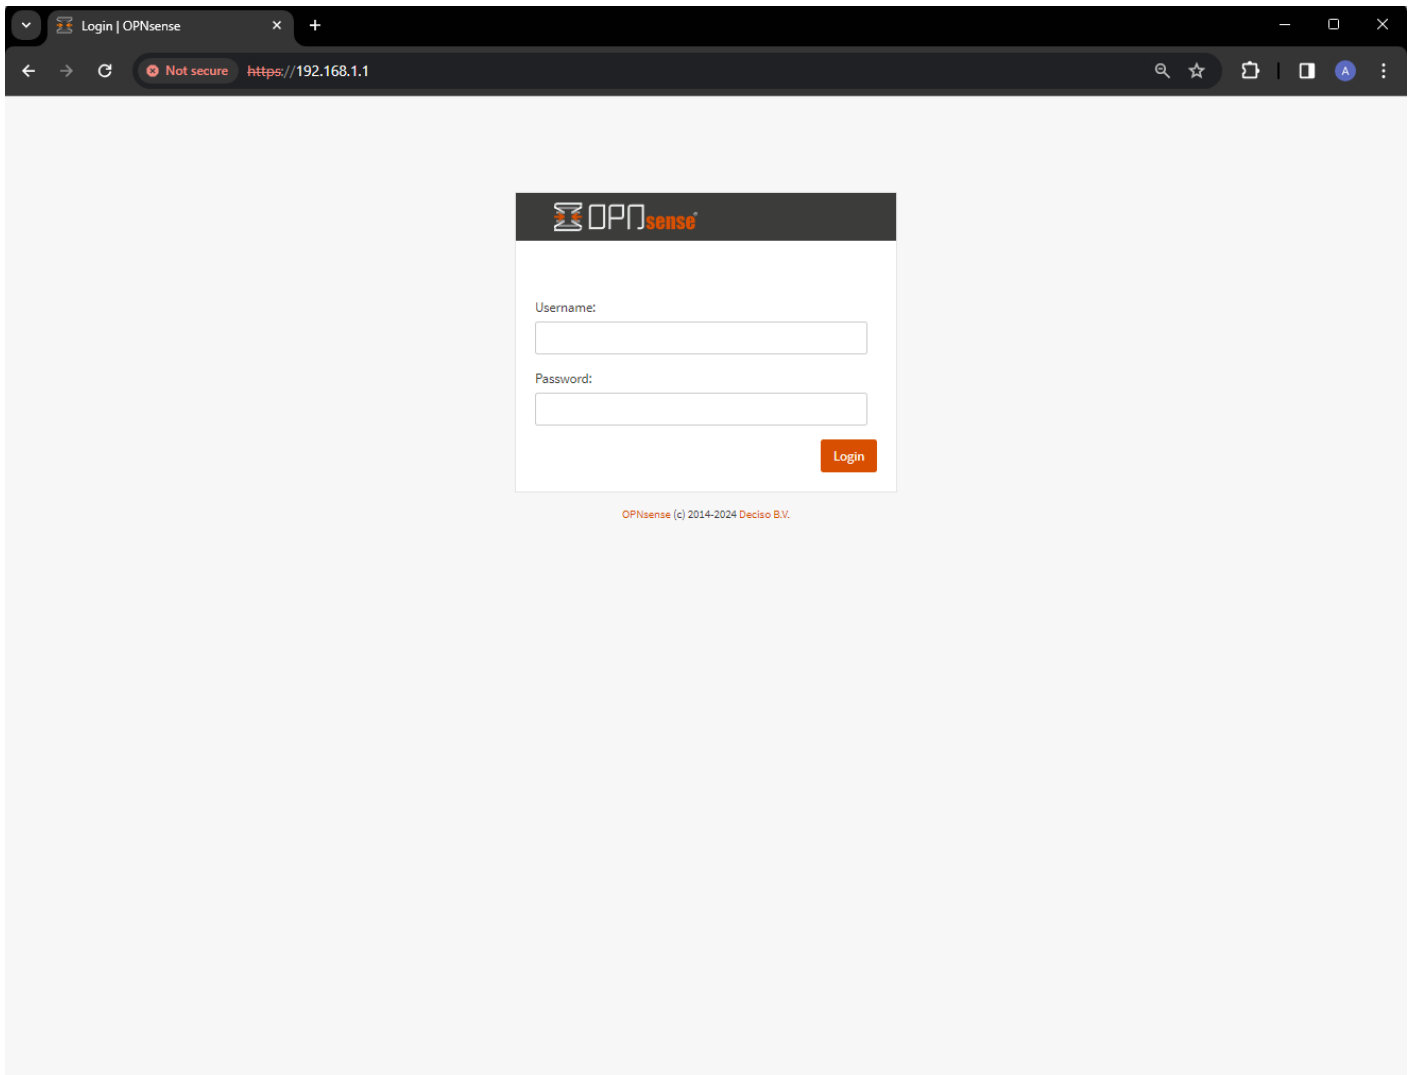 Login | OPNsense
Not secure https://192.168.1.1
A
OPNsense
Username:
Password:
Login
OPNsense (c) 2014-2024 Deciso B.V.